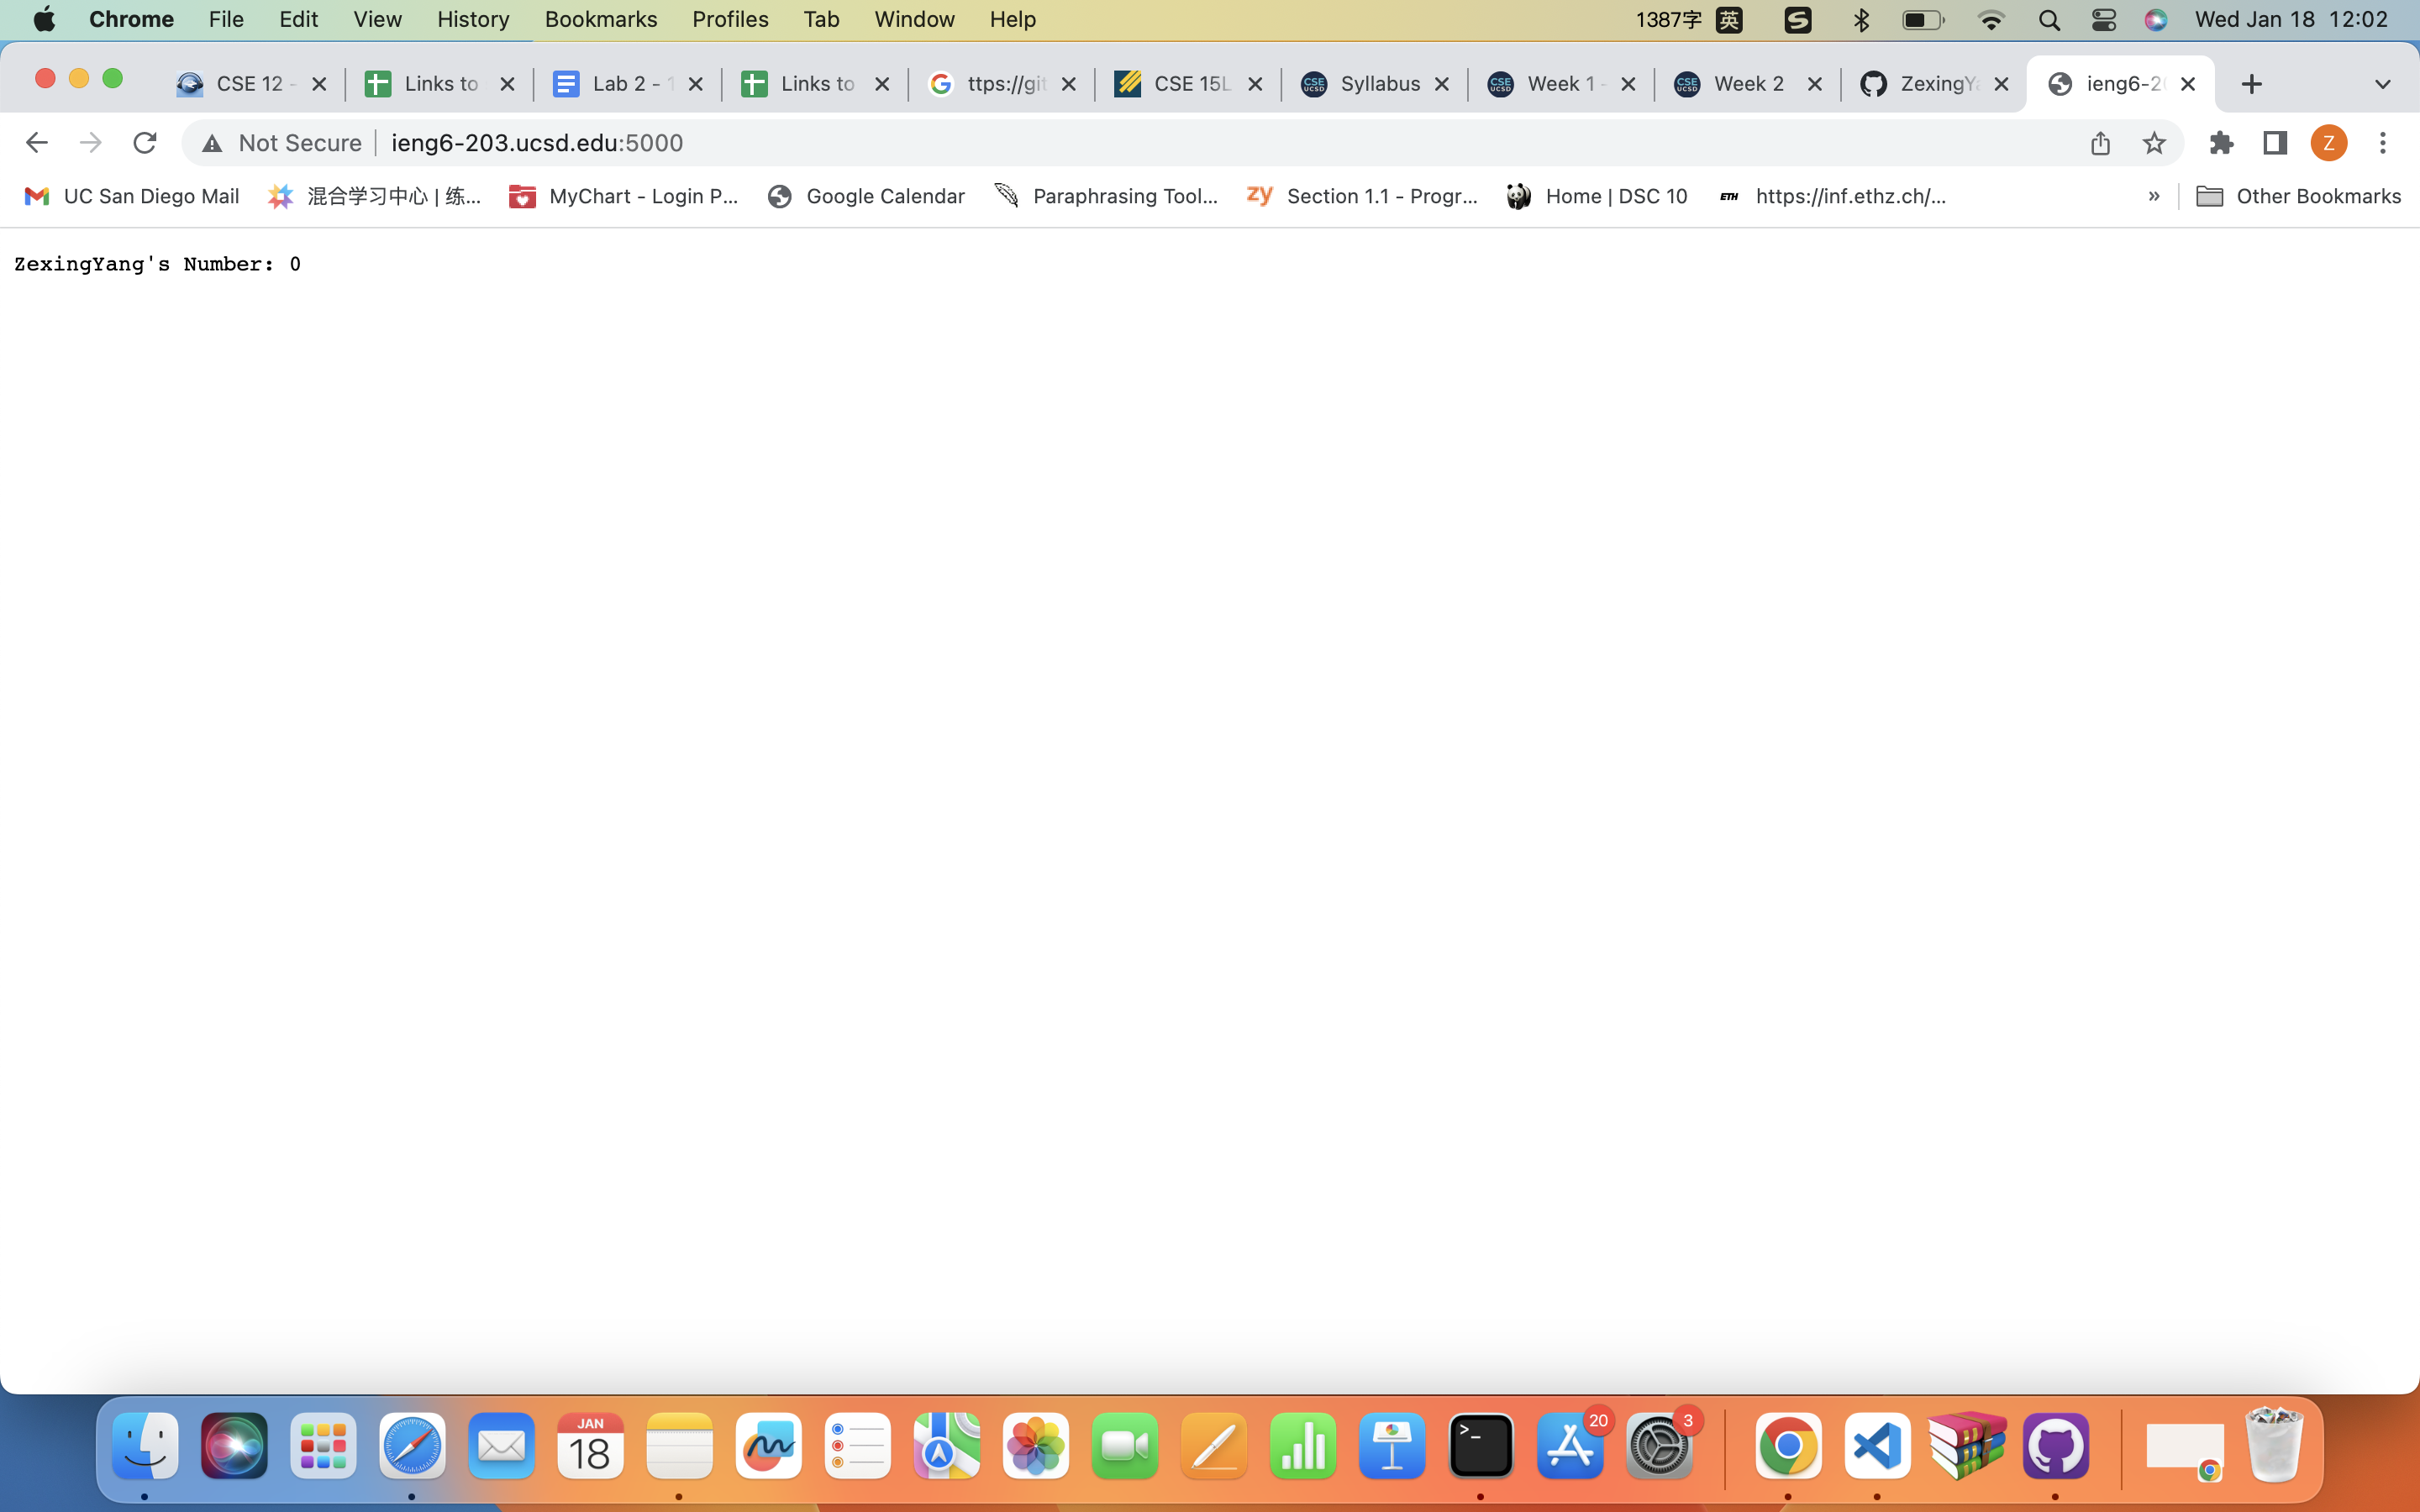 Chrome File Edit View History Bookmarks Profiles Tab Window Help 1387字 英 Wed Jan 18 12:02
CSE 12 - Links to Lab 2 - 1 Links to ttps://git CSE 15L Syllabus Week 1 - Week 2 ZexingYa ieng6-20
Not Secure ieng6-203.ucsd.edu:5000 Z
UC San Diego Mail 混合学习中心 | 练... MyChart - Login P... Google Calendar Paraphrasing Tool... zy Section 1.1 - Progr... Home | DSC 10 ETH https://inf.ethz.ch/... » Other Bookmarks
ZexingYang's Number: 0
JAN 20 3
18